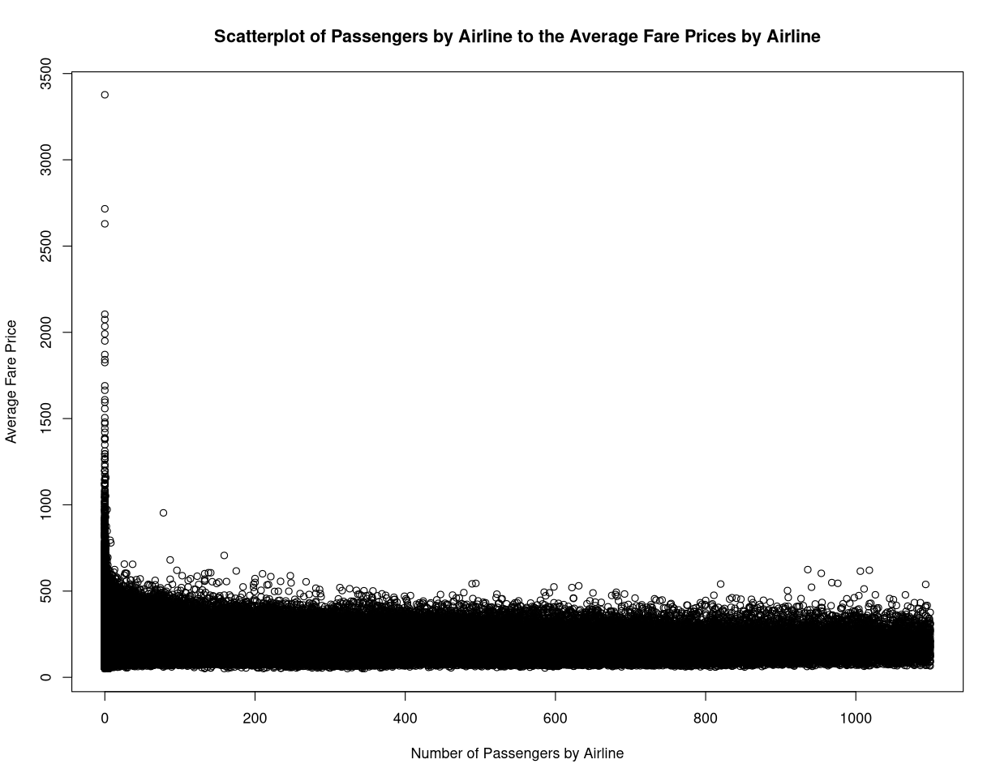 Scatterplot of Passengers by Airline to the Average Fare Prices by Airline
3500
3000
2500
2000
1500
1000
500
0
Average Fare Price
0 200 400 600 800 1000
Number of Passengers by Airline